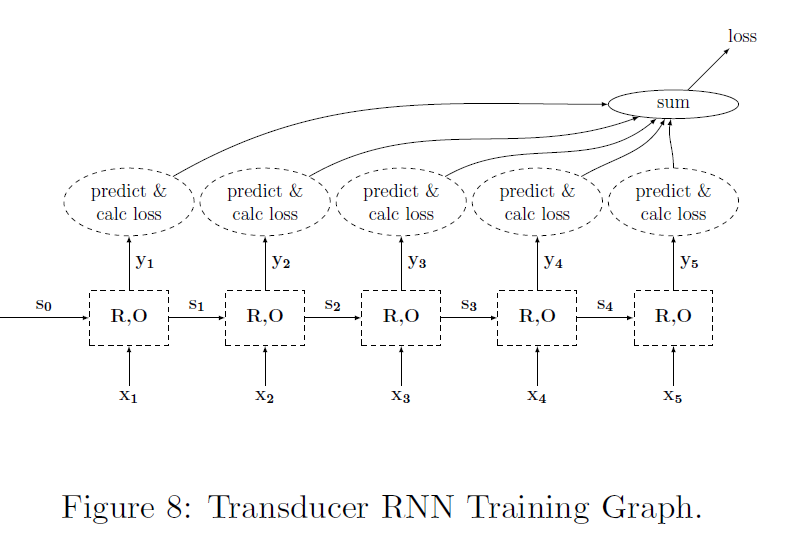 loss
sum
predict & calc loss
predict & calc loss
predict & calc loss
predict & calc loss
predict & calc loss
y1
y2
y3
y4
y5
s0
R,O
s1
R,O
s2
R,O
s3
R,O
s4
R,O
x1
x2
x3
x4
x5
Figure 8: Transducer RNN Training Graph.